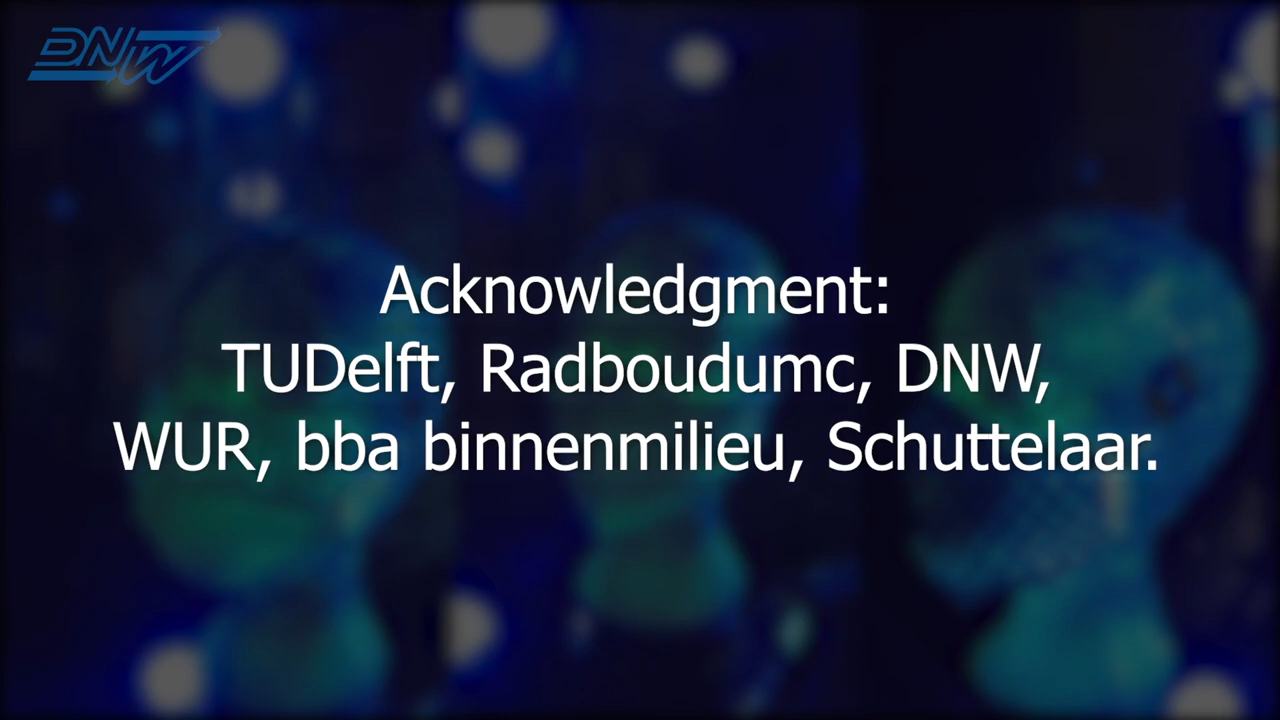 DNW
Acknowledgment:
TUDelft, Radboudumc, DNW,
WUR, bba binnenmilieu, Schuttelaar.